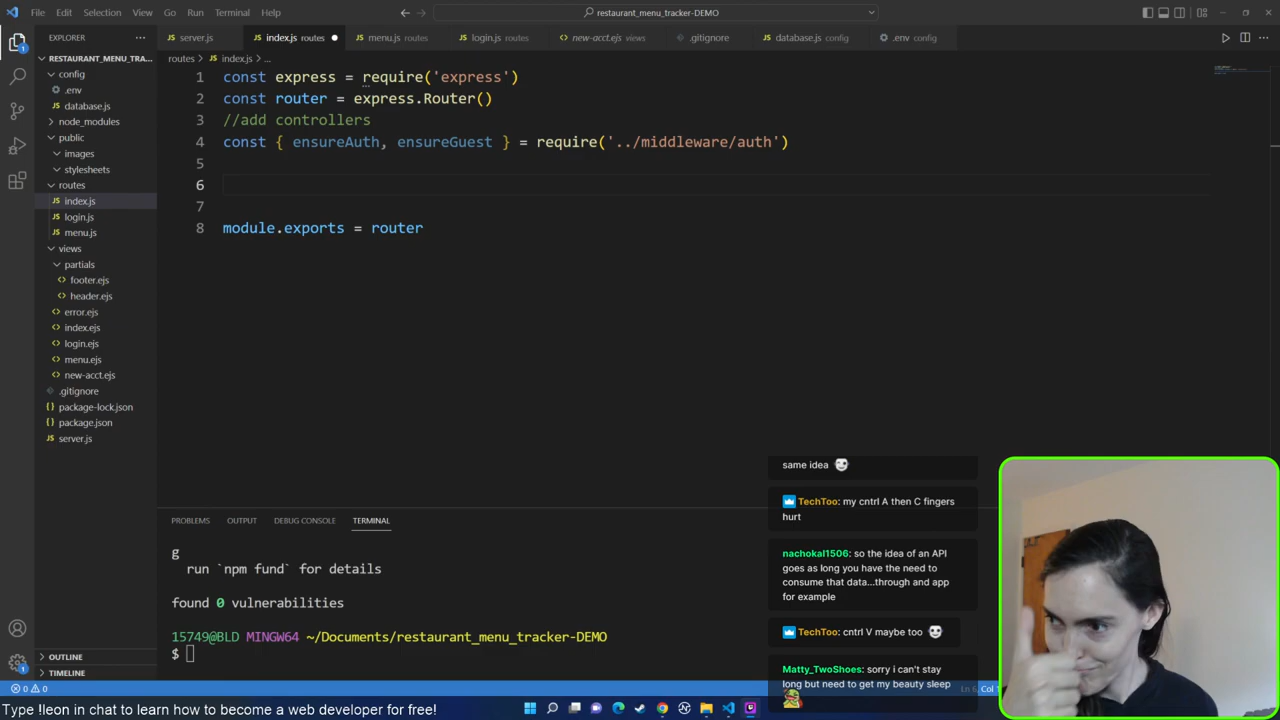 File Edit Selection View Go Run Terminal Help
restaurant_menu_tracker-DEMO
EXPLORER
server.js
index.js routes
menu.js routes
login.js routes
new-acct.ejs views
.gitignore
database.js config
.env config
RESTAURANT_MENU_TRA...
config
.env
database.js
node_modules
public
images
stylesheets
routes
index.js
login.js
menu.js
views
partials
footer.ejs
header.ejs
error.ejs
index.ejs
login.ejs
menu.ejs
new-acct.ejs
.gitignore
package-lock.json
package.json
server.js
OUTLINE
TIMELINE
routes > index.js > ...
1 const express = require('express')
2 const router = express.Router()
3 //add controllers
4 const { ensureAuth, ensureGuest } = require('../middleware/auth')
5
6
7
8 module.exports = router
PROBLEMS OUTPUT DEBUG CONSOLE TERMINAL
g
run `npm fund` for details
found 0 vulnerabilities
15749@BLD MINGW64 ~/Documents/restaurant_menu_tracker-DEMO
$
same idea
TechToo: my cntrl A then C fingers
hurt
nachokal1506: so the idea of an API
goes as long you have the need to
consume that data...through and app
for example
TechToo: cntrl V maybe too
Matty_TwoShoes: sorry i can't stay
long but need to get my beauty sleep
0 0
Ln 6, Col 1
Type !leon in chat to learn how to become a web developer for free!